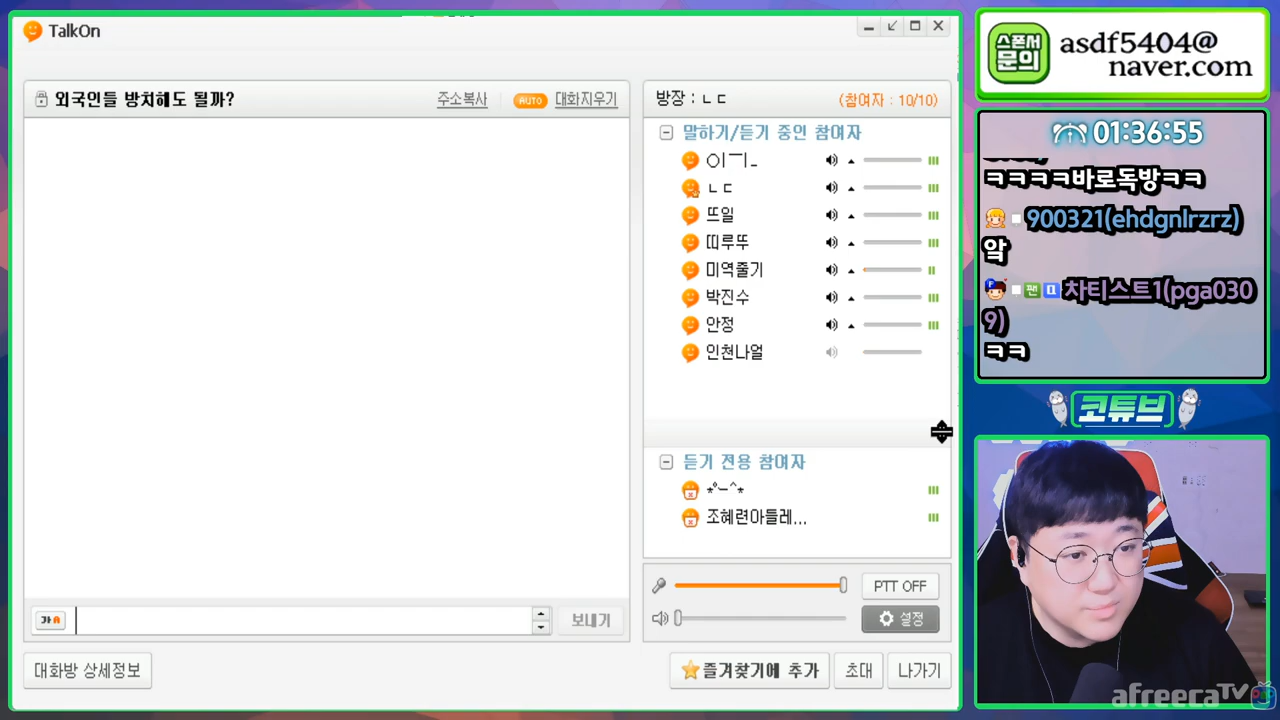 TalkOn
외국인들 방치해도 될까?
주소복사
AUTO 대화지우기
방장 : ㄴㄷ
(참여자 : 10/10)
말하기/듣기 중인 참여자
ㅇㅣㅡㅣ_
ㄴㄷ
뜨일
띠루뚜
미역줄기
박진수
안정
인천나얼
듣기 전용 참여자
*°-^*
조혜련아들레...
PTT OFF
설정
가
보내기
대화방 상세정보
즐겨찾기에 추가
초대
나가기
스폰서
문의
asdf5404@
naver.com
01:36:55
ㅋㅋㅋㅋ바로독방ㅋㅋ
900321(ehdgnlrzrz)
앜
팬 차티스트1(pga030
9)
ㅋㅋ
코튜브
afreecaTV